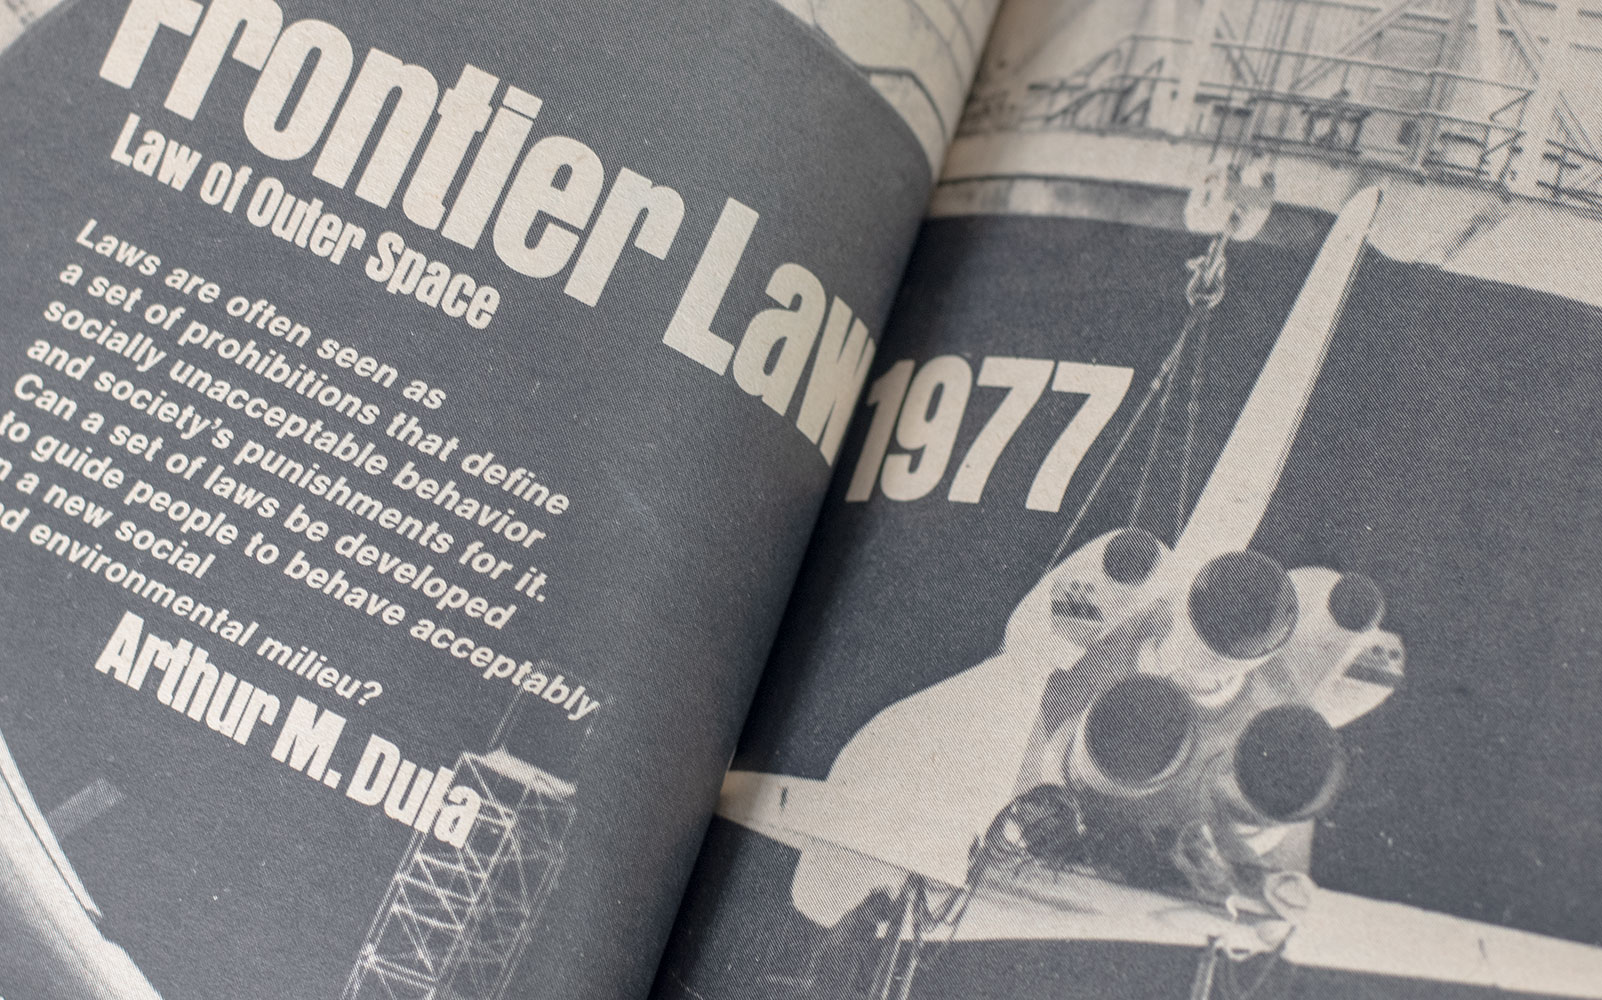 Frontier Law 1977
Law of Outer Space
Laws are often seen as
a set of prohibitions that define
socially unacceptable behavior
and society's punishments for it.
Can a set of laws be developed
to guide people to behave acceptably
a new social
environmental milieu?
Arthur M. Dula